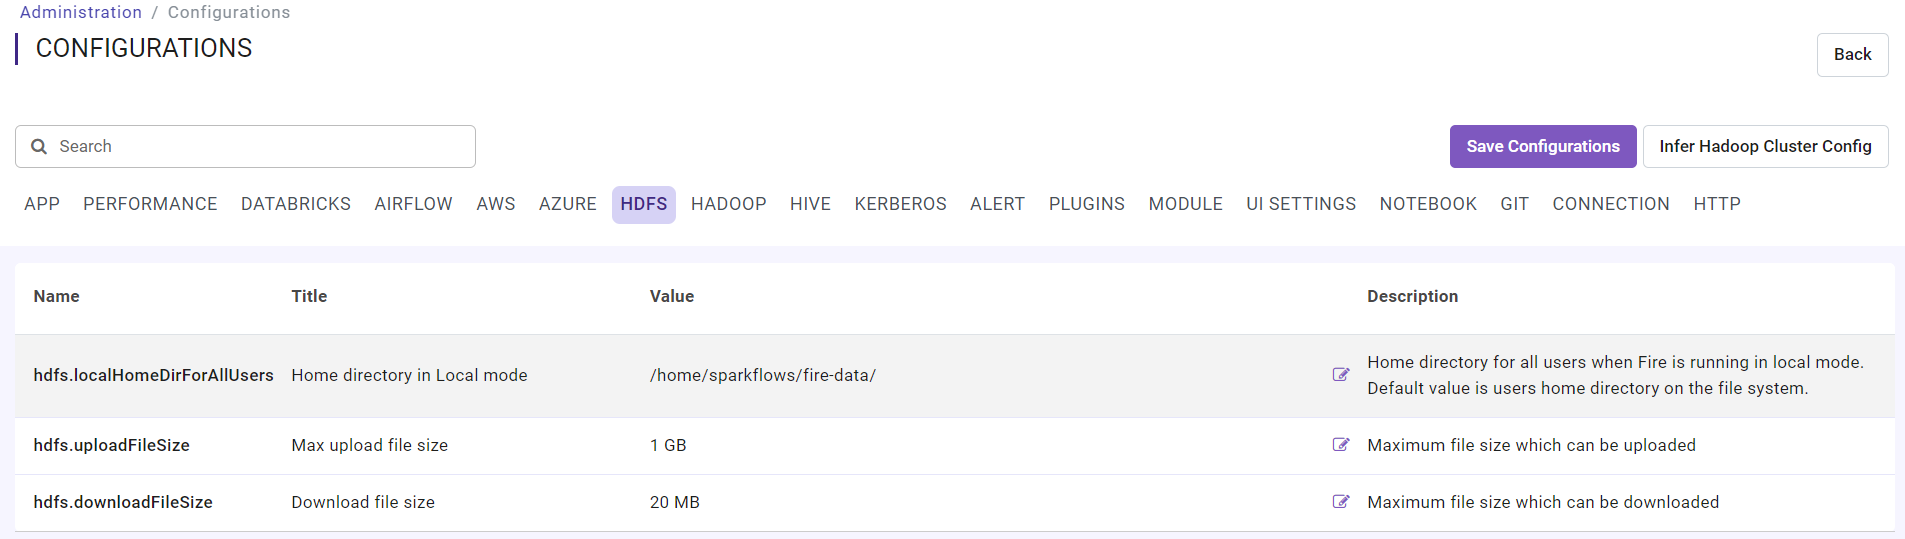 Administration / Configurations
CONFIGURATIONS
Back
Search
Save Configurations
Infer Hadoop Cluster Config
APP PERFORMANCE DATABRICKS AIRFLOW AWS AZURE HDFS HADOOP HIVE KERBEROS ALERT PLUGINS MODULE UI SETTINGS NOTEBOOK GIT CONNECTION HTTP
Name Title Value Description
hdfs.localHomeDirForAllUsers Home directory in Local mode /home/sparkflows/fire-data/ Home directory for all users when Fire is running in local mode.
Default value is users home directory on the file system.
hdfs.uploadFileSize Max upload file size 1 GB Maximum file size which can be uploaded
hdfs.downloadFileSize Download file size 20 MB Maximum file size which can be downloaded